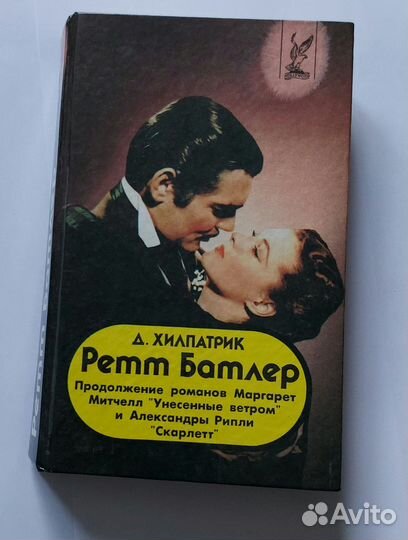 Д. ХИЛПАТРИК
Ретт Батлер
Продолжение романов Маргарет
Митчелл "Унесенные ветром"
и Александры Рипли
"Скарлетт"
Avito